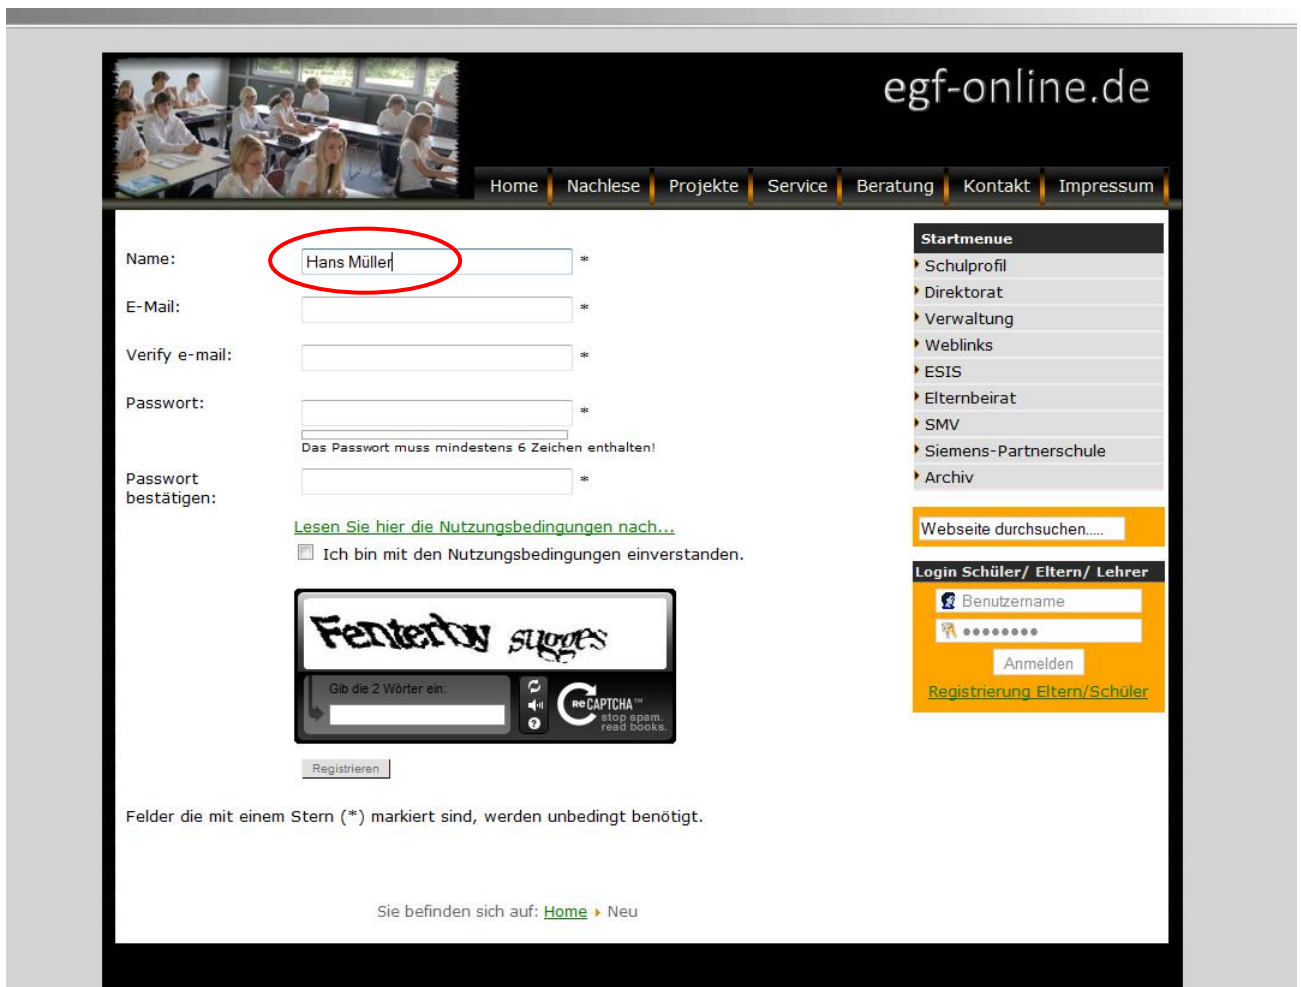 egf-online.de
Home Nachlese Projekte Service Beratung Kontakt Impressum
Name: Hans Müller *
E-Mail: *
Verify e-mail: *
Passwort: *
Das Passwort muss mindestens 6 Zeichen enthalten!
Passwort
bestätigen: *
Lesen Sie hier die Nutzungsbedingungen nach...
Ich bin mit den Nutzungsbedingungen einverstanden.
Fenterby sugges
Gib die 2 Wörter ein:
?
ReCAPTCHA™
stop spam.
read books.
Registrieren
Felder die mit einem Stern (*) markiert sind, werden unbedingt benötigt.
Sie befinden sich auf: Home Neu
Startmenue
Schulprofil
Direktorat
Verwaltung
Weblinks
ESIS
Elternbeirat
SMV
Siemens-Partnerschule
Archiv
Webseite durchsuchen.....
Login Schüler/ Eltern/ Lehrer
Benutzername
●●●●●●●●
Anmelden
Registrierung Eltern/Schüler